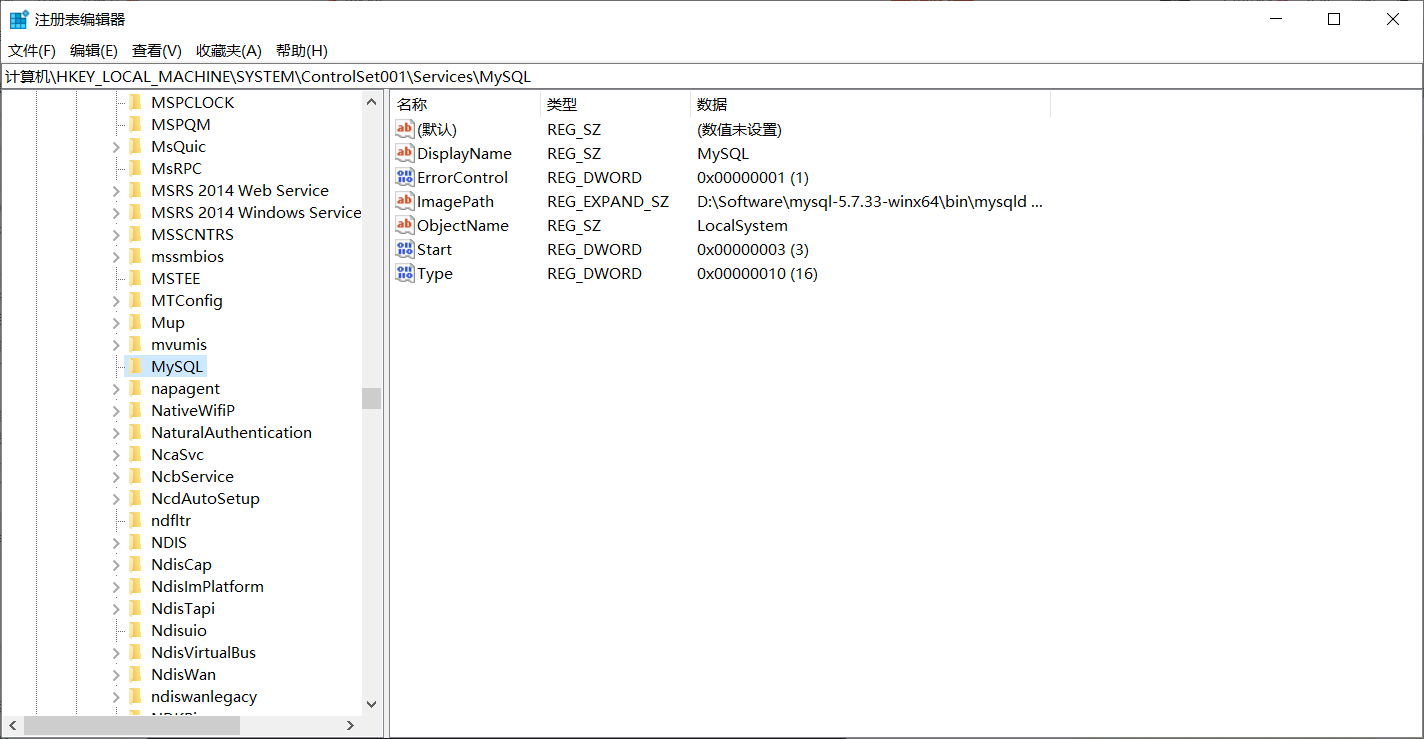 注册表编辑器
文件(F) 编辑(E) 查看(V) 收藏夹(A) 帮助(H)
计算机\HKEY_LOCAL_MACHINE\SYSTEM\ControlSet001\Services\MySQL
MSPCLOCK
MSPQM
MsQuic
MsRPC
MSRS 2014 Web Service
MSRS 2014 Windows Service
MSSCNTRS
mssmbios
MSTEE
MTConfig
Mup
mvumis
MySQL
napagent
NativeWifiP
NaturalAuthentication
NcaSvc
NcbService
NcdAutoSetup
ndfltr
NDIS
NdisCap
NdisImPlatform
NdisTapi
Ndisuio
NdisVirtualBus
NdisWan
ndiswanlegacy
名称 类型 数据
(默认) REG_SZ (数值未设置)
DisplayName REG_SZ MySQL
ErrorControl REG_DWORD 0x00000001 (1)
ImagePath REG_EXPAND_SZ D:\Software\mysql-5.7.33-winx64\bin\mysqld ...
ObjectName REG_SZ LocalSystem
Start REG_DWORD 0x00000003 (3)
Type REG_DWORD 0x00000010 (16)